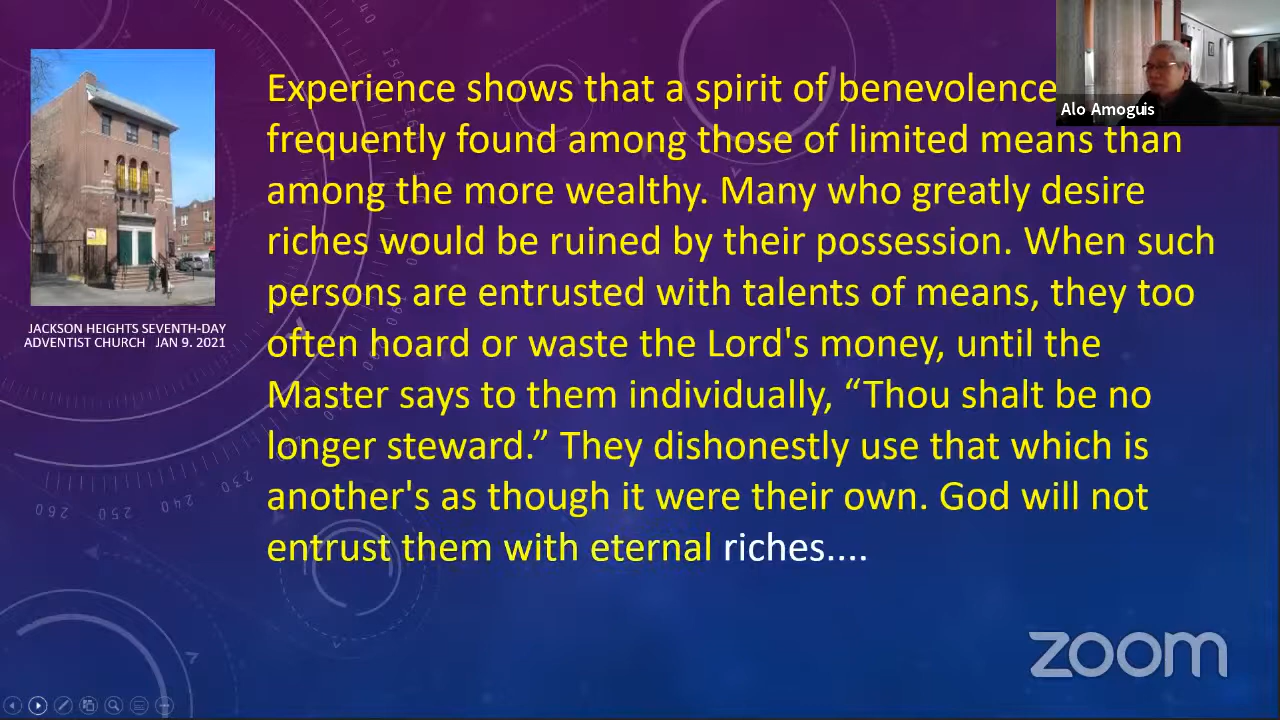 Experience shows that a spirit of benevolence
frequently found among those of limited means than
among the more wealthy. Many who greatly desire
riches would be ruined by their possession. When such
persons are entrusted with talents of means, they too
often hoard or waste the Lord's money, until the
Master says to them individually, “Thou shalt be no
longer steward.” They dishonestly use that which is
another's as though it were their own. God will not
entrust them with eternal riches....
JACKSON HEIGHTS SEVENTH-DAY
ADVENTIST CHURCH JAN 9. 2021
Alo Amoguis
zoom
260 250 240 230